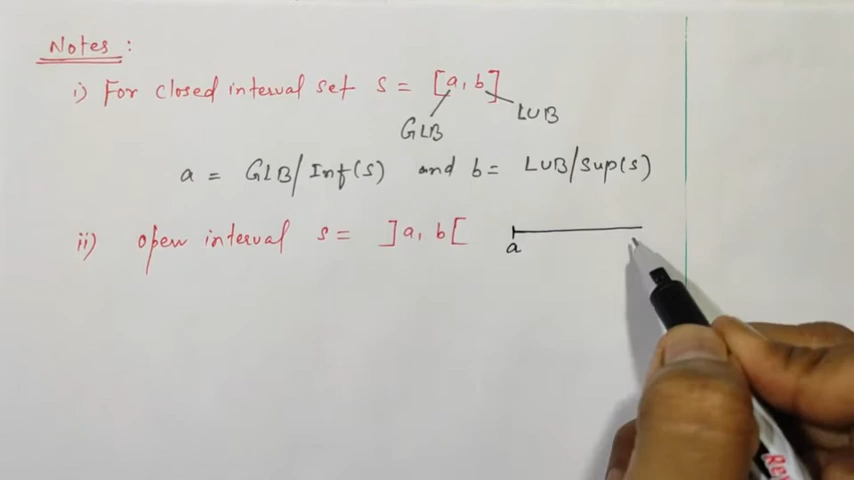 Notes :
i) For closed interval set S = [a, b]
GLB LUB
a = GLB/Inf(S) and b = LUB/Sup(S)
ii) open interval S = ]a, b[
a